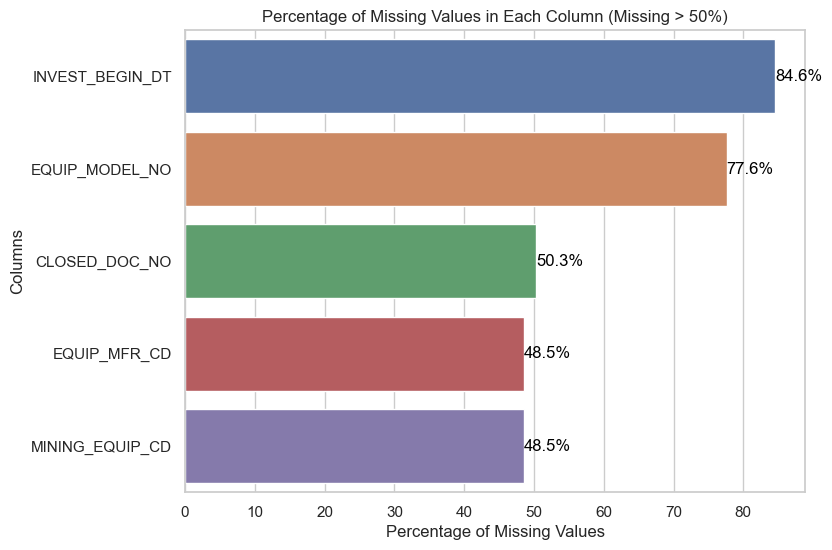 Percentage of Missing Values in Each Column (Missing > 50%)
INVEST_BEGIN_DT
84.6%
EQUIP_MODEL_NO
77.6%
CLOSED_DOC_NO
50.3%
EQUIP_MFR_CD
48.5%
MINING_EQUIP_CD
48.5%
Columns
0 10 20 30 40 50 60 70 80
Percentage of Missing Values